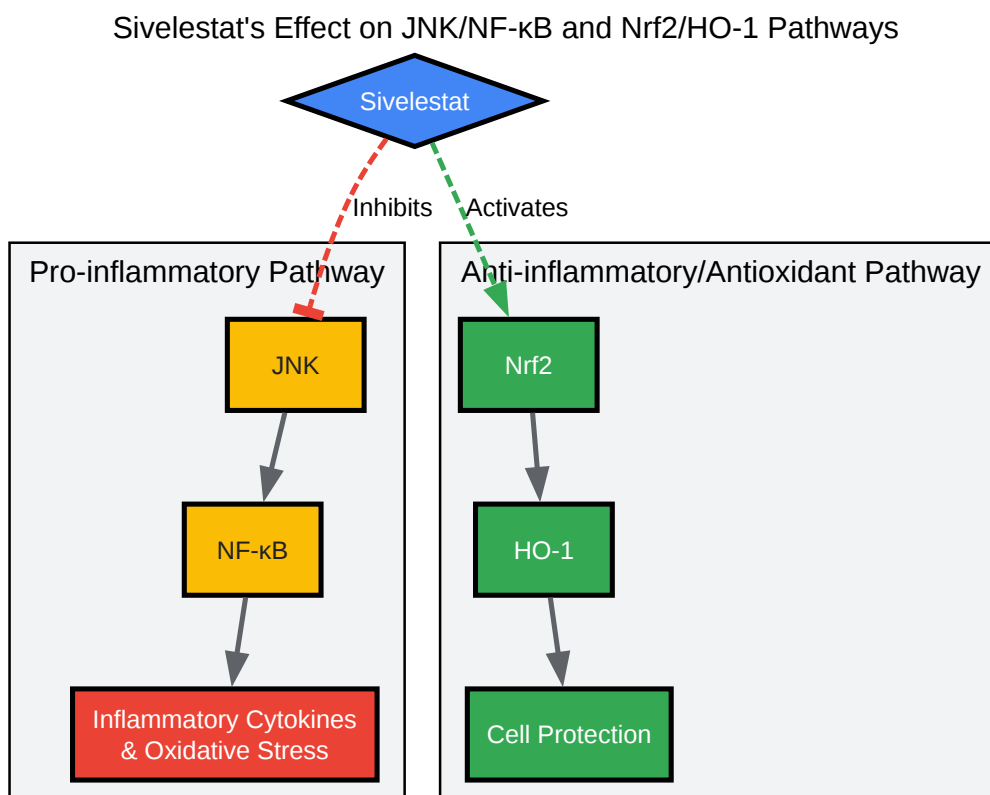 Sivelestat's Effect on JNK/NF-κB and Nrf2/HO-1 Pathways
Sivelestat
Inhibits
Activates
Pro-inflammatory Pathway
Anti-inflammatory/Antioxidant Pathway
JNK
Nrf2
NF-κB
HO-1
Inflammatory Cytokines
& Oxidative Stress
Cell Protection